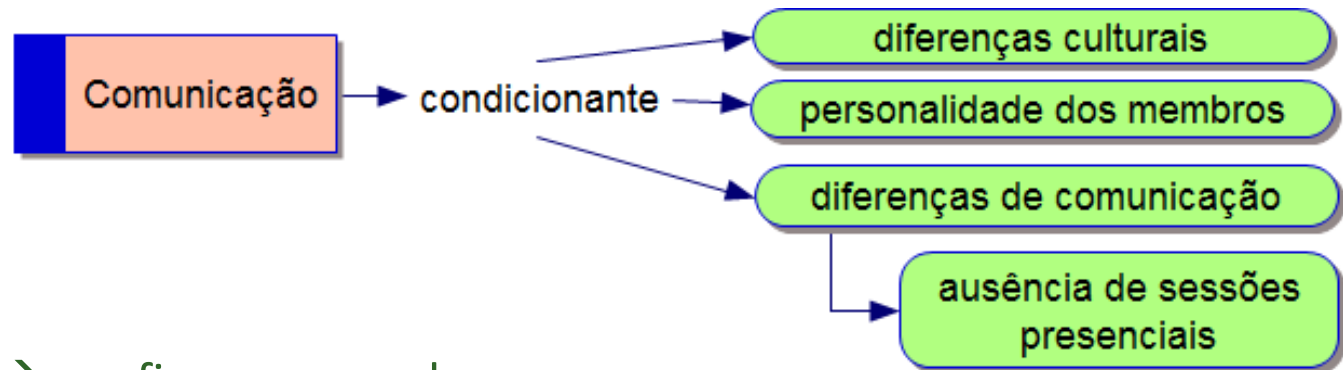 Comunicação
condicionante
diferenças culturais
personalidade dos membros
diferenças de comunicação
ausência de sessões
presenciais